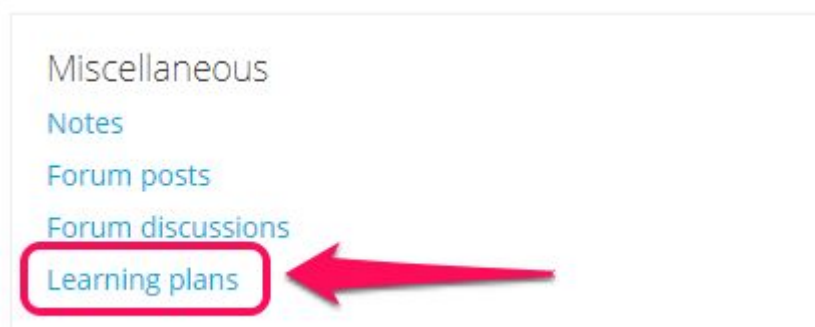 Miscellaneous
Notes
Forum posts
Forum discussions
Learning plans